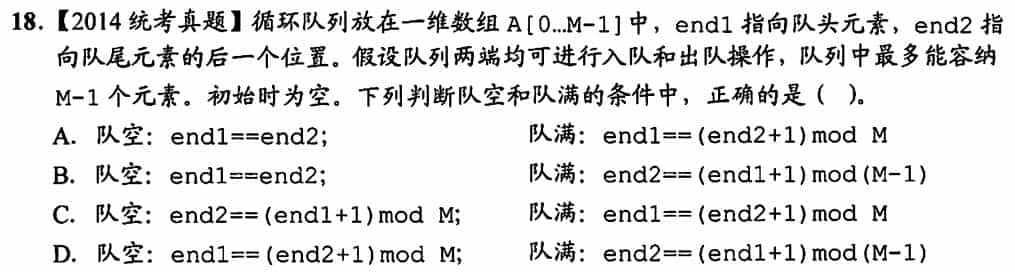 18.【2014 统考真题】循环队列放在一维数组 A[0…M-1]中，end1 指向队头元素，end2 指
向队尾元素的后一个位置。假设队列两端均可进行入队和出队操作，队列中最多能容纳
M-1 个元素。初始时为空。下列判断队空和队满的条件中，正确的是（ ）。
A. 队空：end1==end2; 队满：end1==(end2+1)mod M
B. 队空：end1==end2; 队满：end2==(end1+1)mod(M-1)
C. 队空：end2==(end1+1)mod M; 队满：end1==(end2+1)mod M
D. 队空：end1==(end2+1)mod M; 队满：end2==(end1+1)mod(M-1)